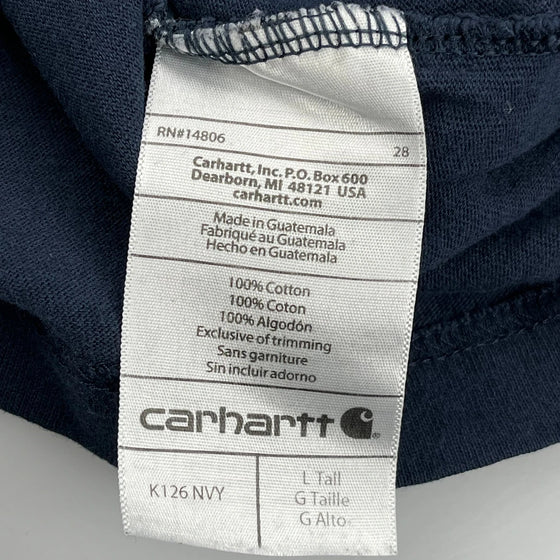 RN#14806 28
Carhartt, Inc. P.O. Box 600
Dearborn, MI 48121 USA
carhartt.com
Made in Guatemala
Fabriqué au Guatemala
Hecho en Guatemala
100% Cotton
100% Coton
100% Algodón
Exclusive of trimming
Sans garniture
Sin incluir adorno
carhartt
K126 NVY
L Tall
G Taille
G Alto